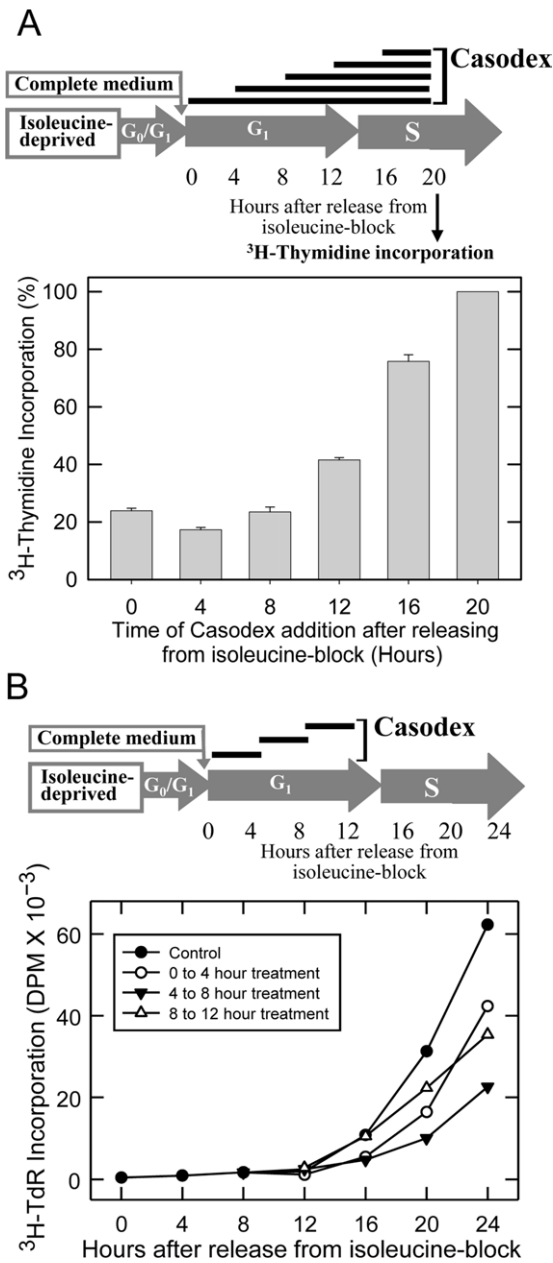 A
Casodex
Complete medium
Isoleucine-
deprived
G₀/G₁
G₁
S
0 4 8 12 16 20
Hours after release from
isoleucine-block
³H-Thymidine incorporation
³H-Thymidine Incorporation (%)
100
80
60
40
20
0
0 4 8 12 16 20
Time of Casodex addition after releasing
from isoleucine-block (Hours)
B
Casodex
Complete medium
Isoleucine-
deprived
G₀/G₁
G₁
S
0 4 8 12 16 20 24
Hours after release from
isoleucine-block
³H-TdR Incorporation (DPM X 10⁻³)
60
40
20
0
Control
0 to 4 hour treatment
4 to 8 hour treatment
8 to 12 hour treatment
0 4 8 12 16 20 24
Hours after release from isoleucine-block